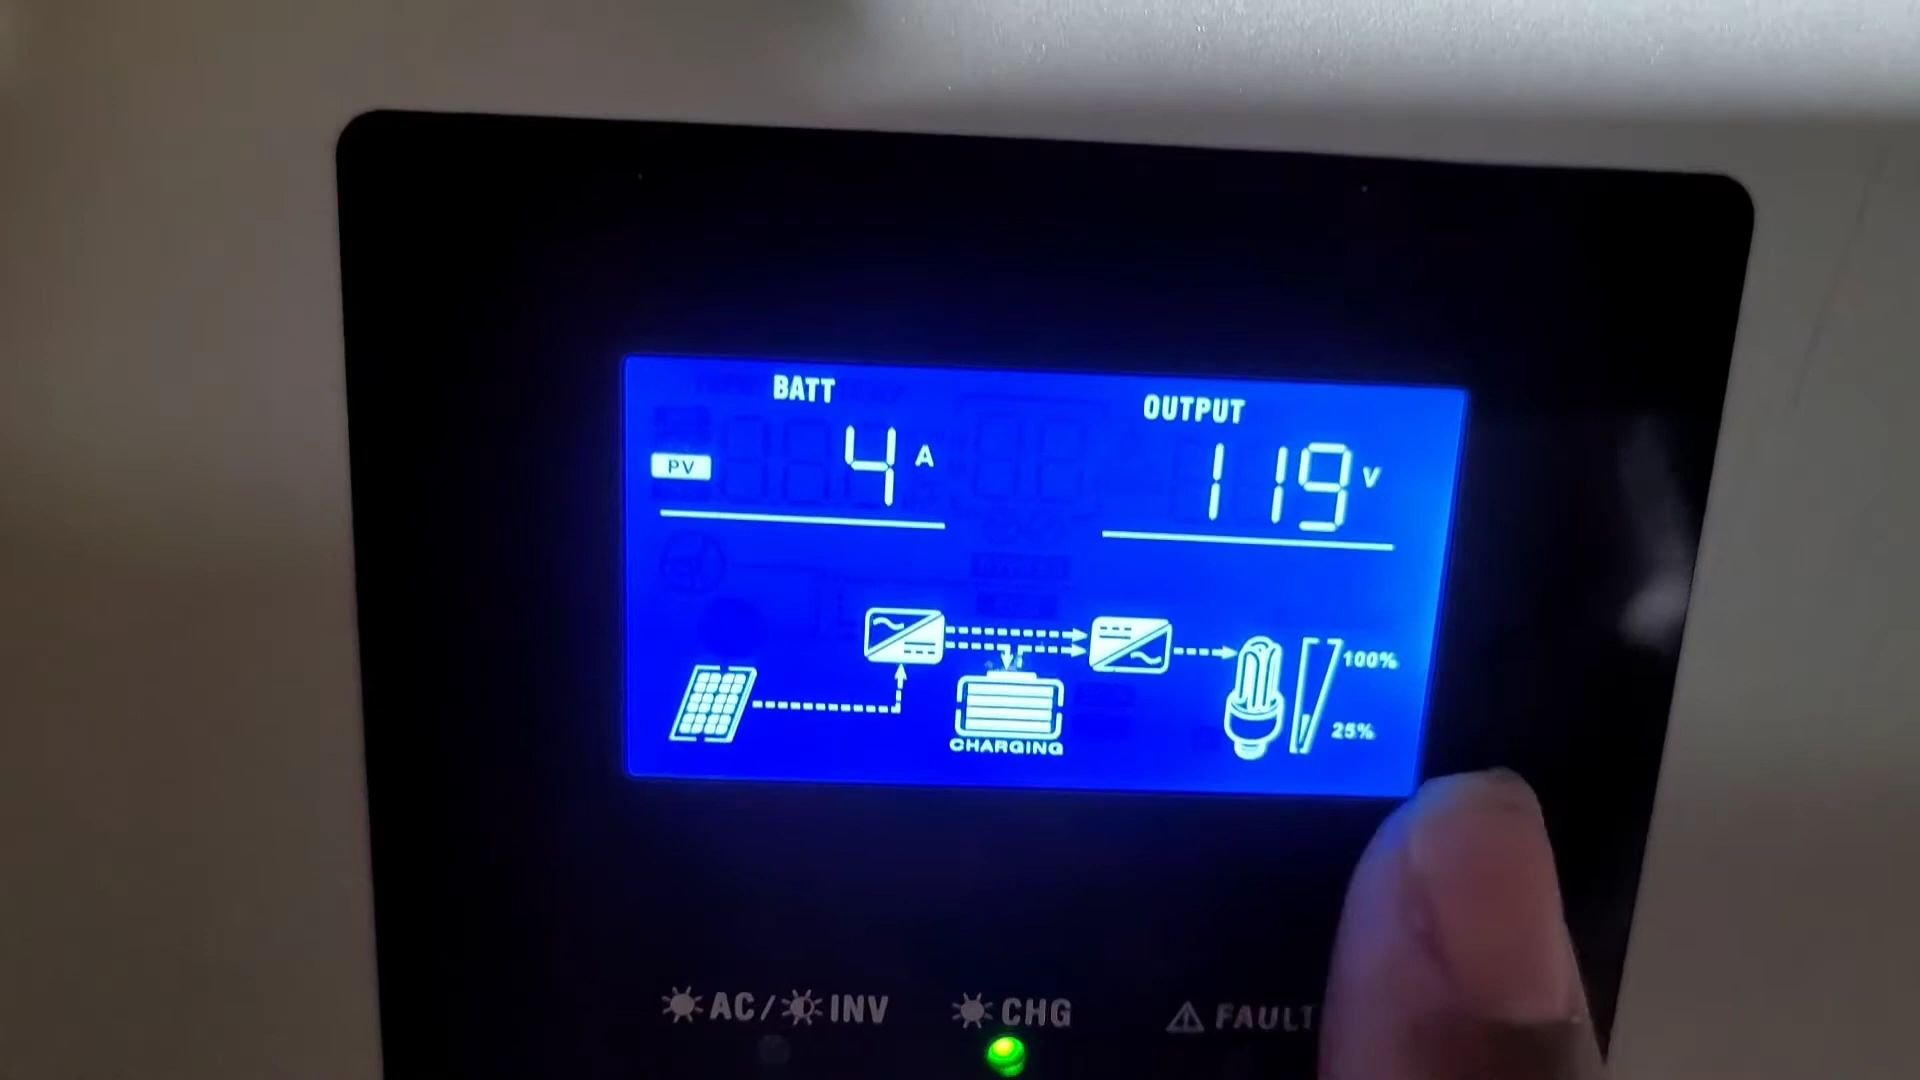 BATT
OUTPUT
PV 4 A
119 V
100%
25%
CHARGING
AC/ INV
CHG
FAULT